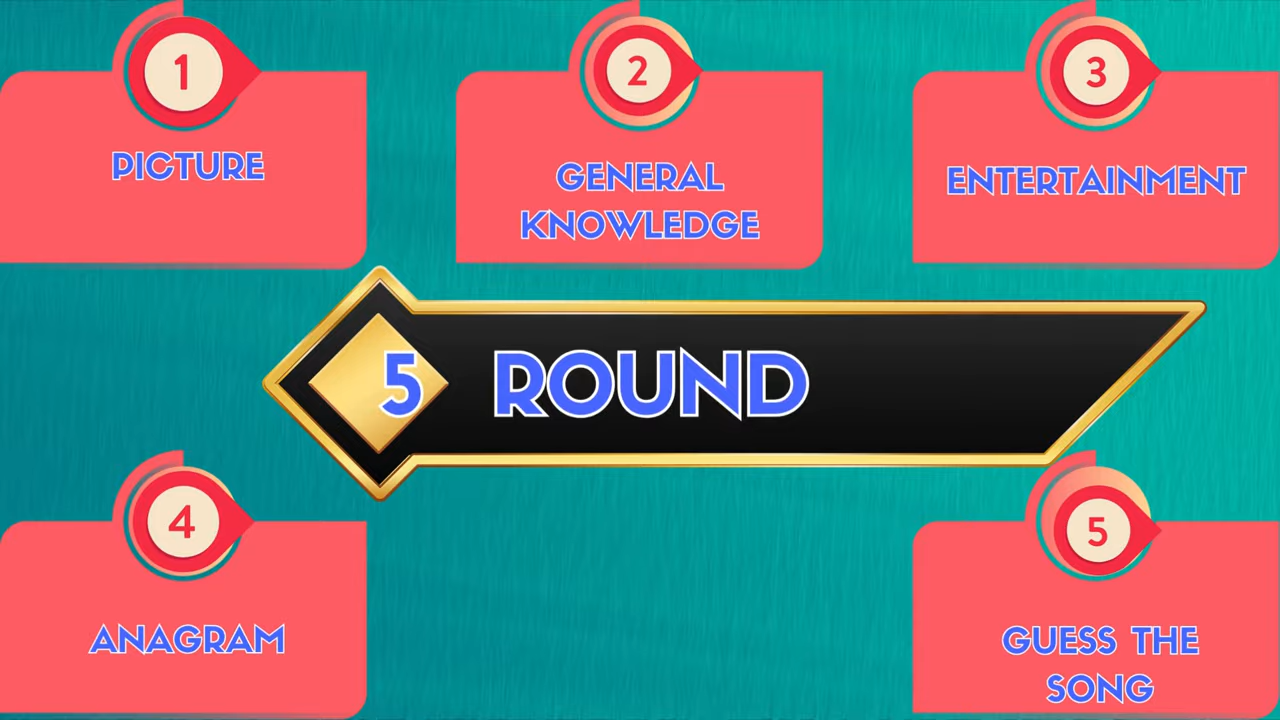 1
PICTURE
2
GENERAL
KNOWLEDGE
3
ENTERTAINMENT
5 ROUND
4
ANAGRAM
5
GUESS THE
SONG